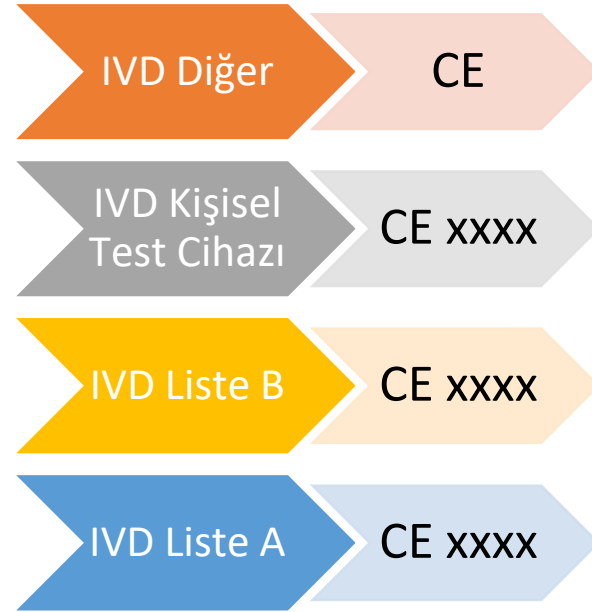 IVD Diğer
CE
IVD Kişisel
Test Cihazı
CE xxxx
IVD Liste B
CE xxxx
IVD Liste A
CE xxxx